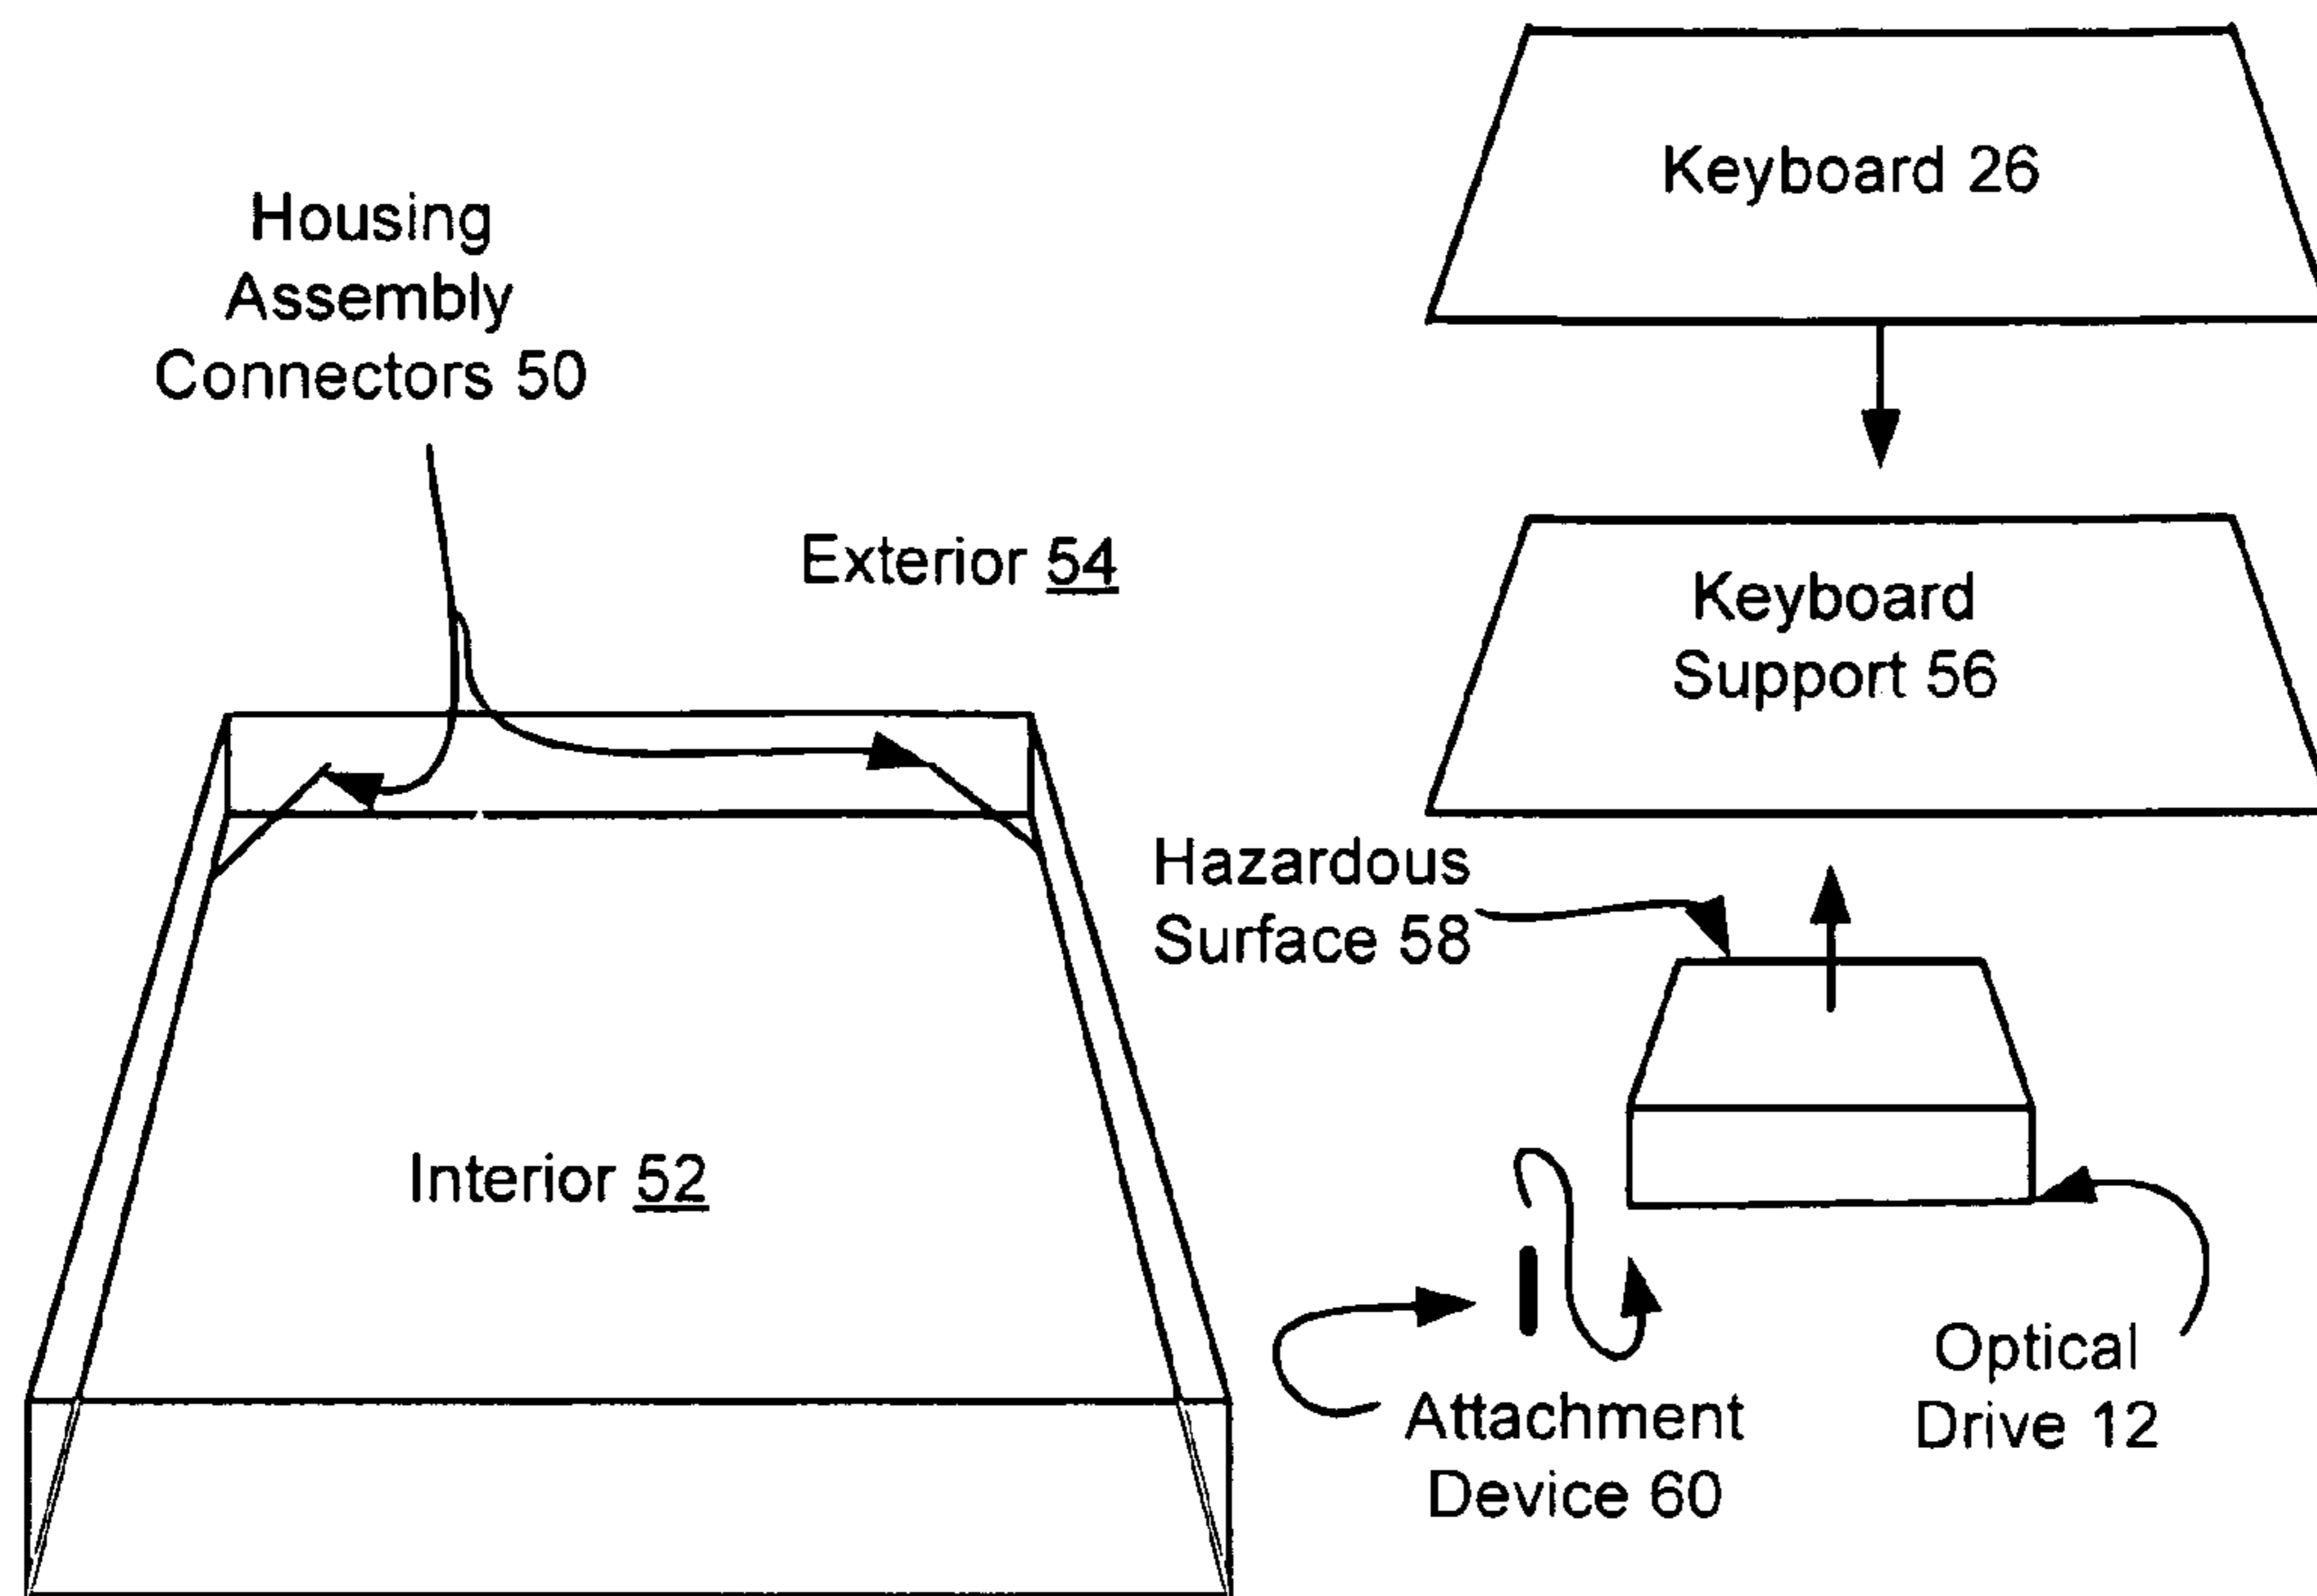 Keyboard 26
Housing
Assembly
Connectors 50
Exterior 54
Keyboard
Support 56
Hazardous
Surface 58
Interior 52
Optical
Drive 12
Attachment
Device 60